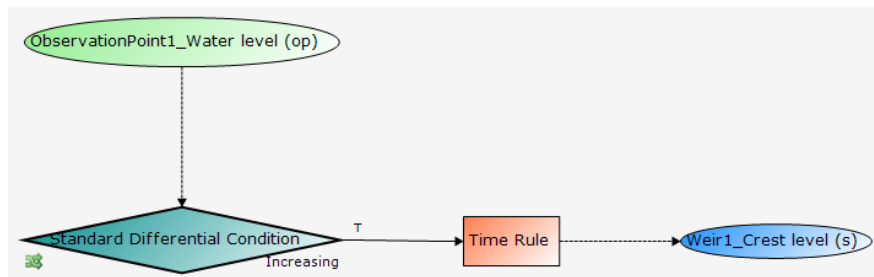 ObservationPoint1_Water level (op)
T
Standard Differential Condition
Time Rule
Weir1_Crest level (s)
Increasing